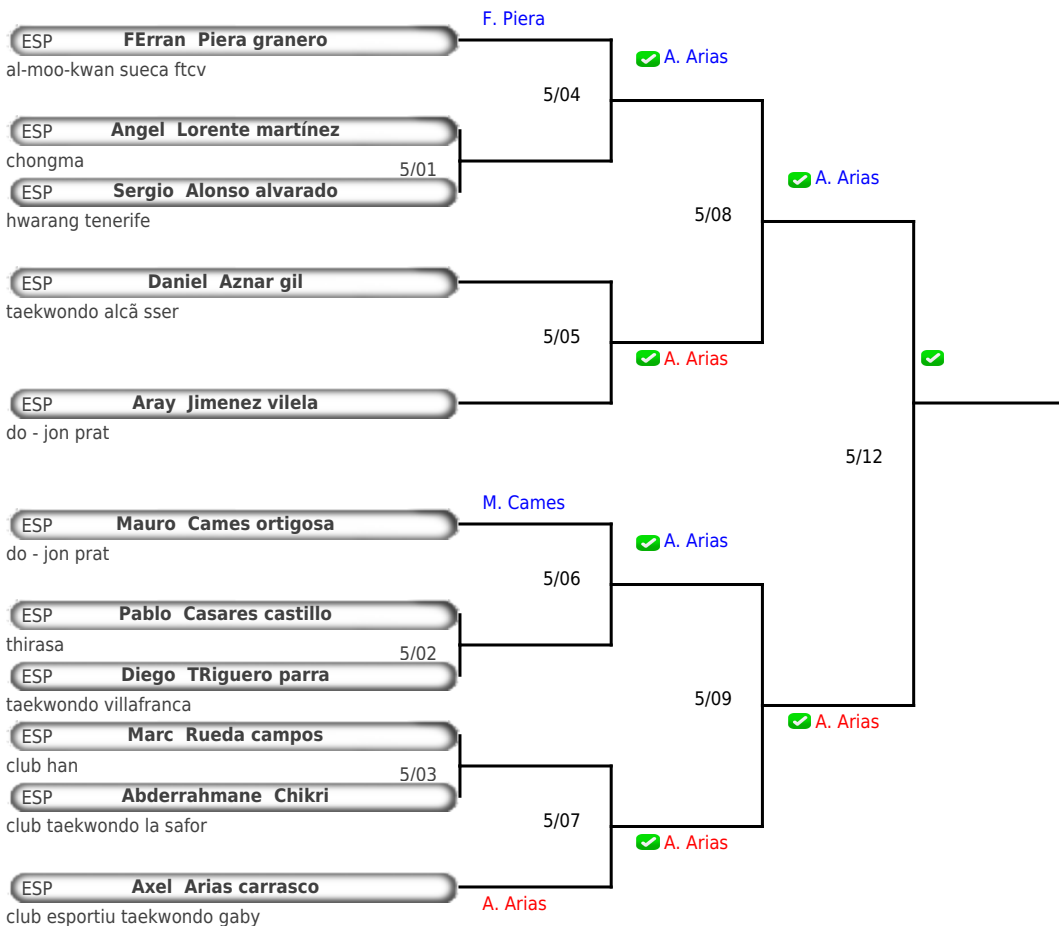 F. Piera
ESP FErran Piera granero
al-moo-kwan sueca ftcv
A. Arias
5/04
ESP Angel Lorente martínez
chongma
5/01
ESP Sergio Alonso alvarado
hwarang tenerife
A. Arias
5/08
ESP Daniel Aznar gil
taekwondo alcã sser
5/05
A. Arias
ESP Aray Jimenez vilela
do - jon prat
5/12
M. Cames
ESP Mauro Cames ortigosa
do - jon prat
A. Arias
5/06
ESP Pablo Casares castillo
thirasa
5/02
ESP Diego TRiguero parra
taekwondo villafranca
5/09
A. Arias
ESP Marc Rueda campos
club han
5/03
ESP Abderrahmane Chikri
club taekwondo la safor
5/07
A. Arias
ESP Axel Arias carrasco
A. Arias
club esportiu taekwondo gaby